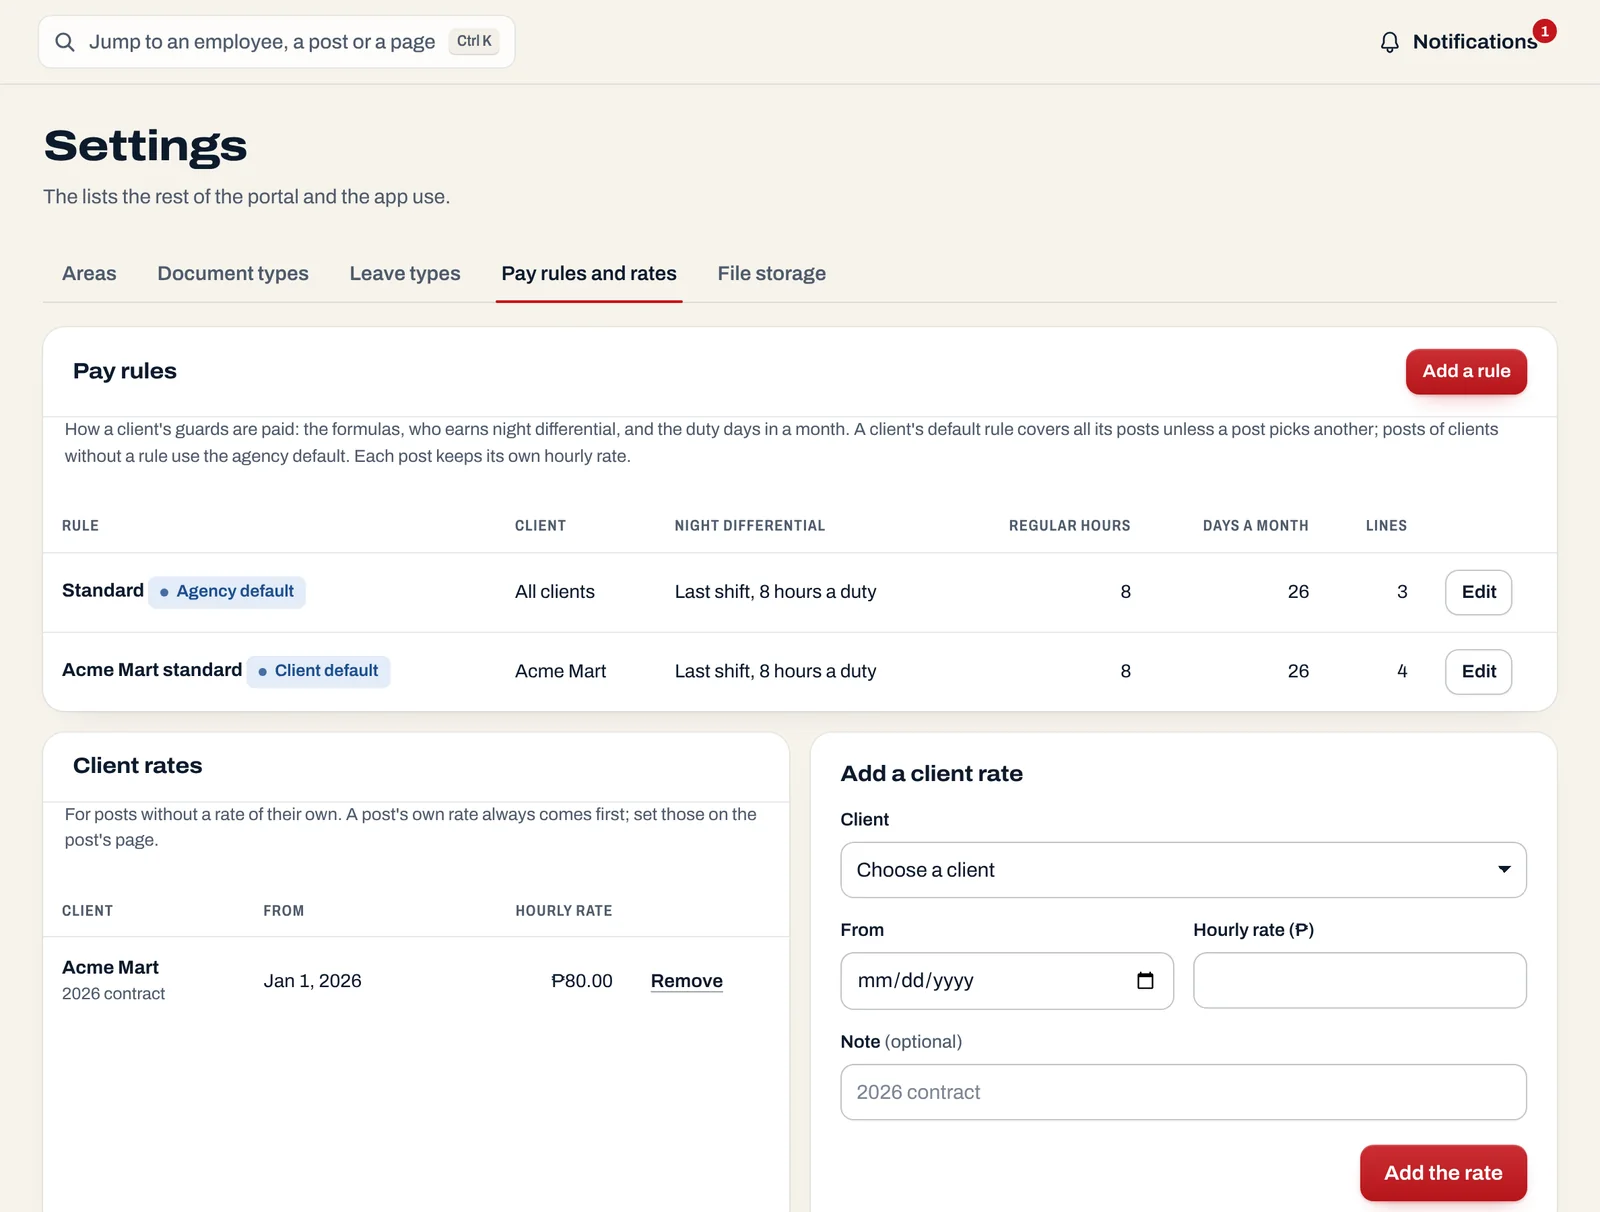 Jump to an employee, a post or a page Ctrl K
Notifications 1
Settings
The lists the rest of the portal and the app use.
Areas Document types Leave types Pay rules and rates File storage
Pay rules
Add a rule
How a client's guards are paid: the formulas, who earns night differential, and the duty days in a month. A client's default rule covers all its posts unless a post picks another; posts of clients
without a rule use the agency default. Each post keeps its own hourly rate.
RULE CLIENT NIGHT DIFFERENTIAL REGULAR HOURS DAYS A MONTH LINES
Standard Agency default All clients Last shift, 8 hours a duty 8 26 3 Edit
Acme Mart standard Client default Acme Mart Last shift, 8 hours a duty 8 26 4 Edit
Client rates
For posts without a rate of their own. A post's own rate always comes first; set those on the
post's page.
CLIENT FROM HOURLY RATE
Acme Mart
2026 contract
Jan 1, 2026 ₱80.00 Remove
Add a client rate
Client
Choose a client
From Hourly rate (₱)
mm/dd/yyyy
Note (optional)
2026 contract
Add the rate